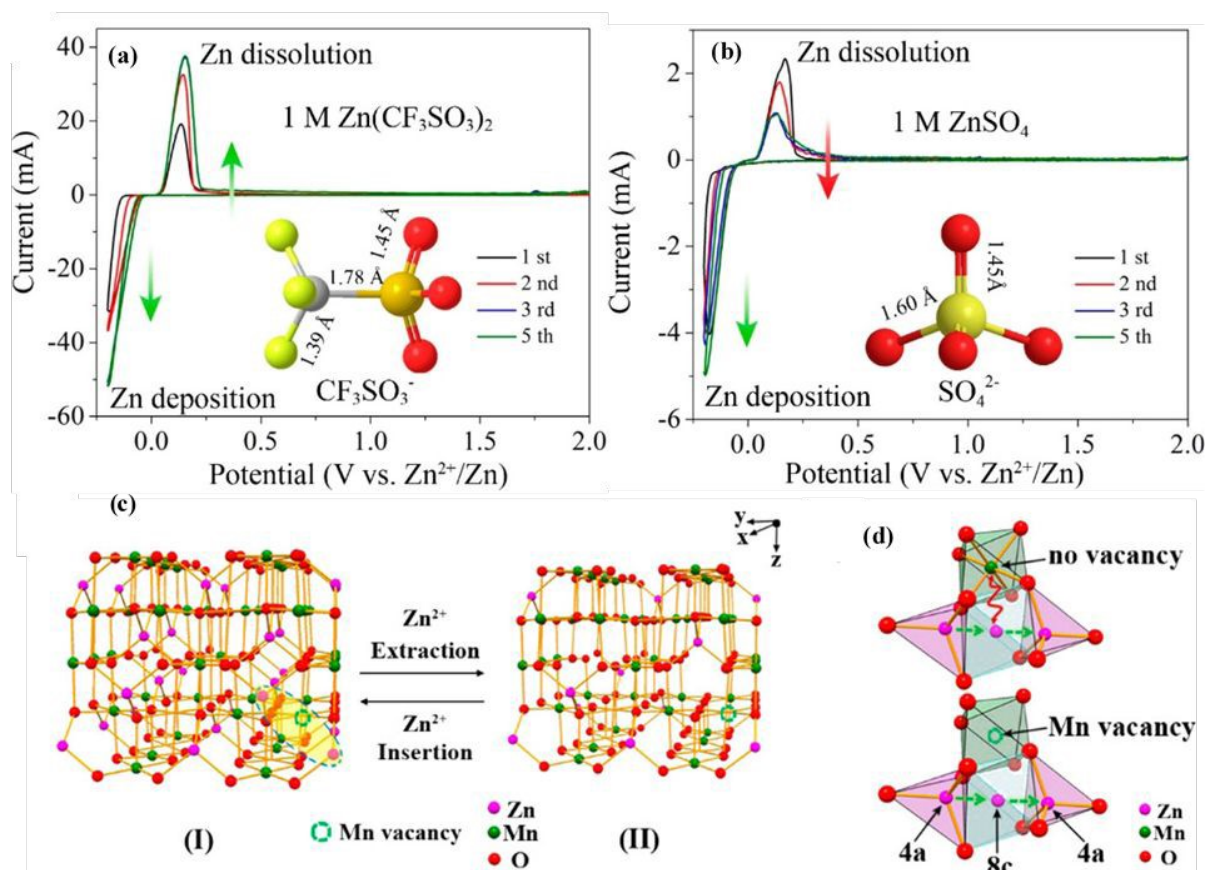 (a)
Zn dissolution
1 M Zn(CF₃SO₃)₂
40
20
0
-20
-40
-60
Current (mA)
1.45 Å
1.78 Å
1.39 Å
CF₃SO₃⁻
1 st
2 nd
3 rd
5 th
Zn deposition
0.0 0.5 1.0 1.5 2.0
Potential (V vs. Zn²⁺/Zn)
(b)
Zn dissolution
1 M ZnSO₄
2
0
-2
-4
-6
Current (mA)
1.45Å
1.60 Å
SO₄²⁻
1 st
2 nd
3 rd
5 th
Zn deposition
0.0 0.5 1.0 1.5 2.0
Potential (V vs. Zn²⁺/Zn)
(c)
y
x
z
Zn²⁺
Extraction
Zn²⁺
Insertion
(I)
Mn vacancy
Zn
Mn
O
(II)
(d)
no vacancy
Mn vacancy
4a
8c
4a
Zn
Mn
O